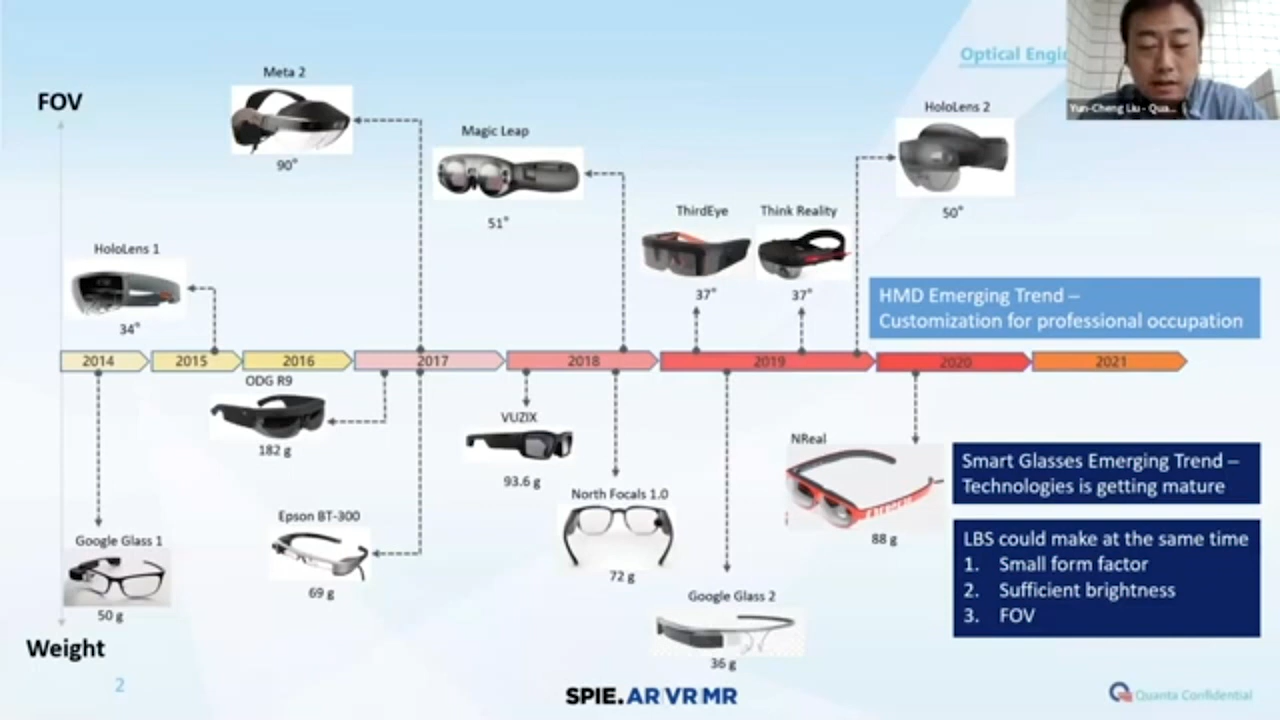 Optical Engi
Yun-Cheng Liu - Qua...
FOV
Meta 2
90°
Magic Leap
51°
HoloLens 2
50°
ThirdEye
37°
Think Reality
37°
HoloLens 1
34°
HMD Emerging Trend –
Customization for professional occupation
2014 2015 2016 2017 2018 2019 2020 2021
ODG R9
182 g
VUZIX
93.6 g
NReal
88 g
Smart Glasses Emerging Trend –
Technologies is getting mature
North Focals 1.0
72 g
Epson BT-300
69 g
Google Glass 1
50 g
Google Glass 2
36 g
LBS could make at the same time
1. Small form factor
2. Sufficient brightness
3. FOV
Weight
2
SPIE. AR VR MR
Quanta Confidential